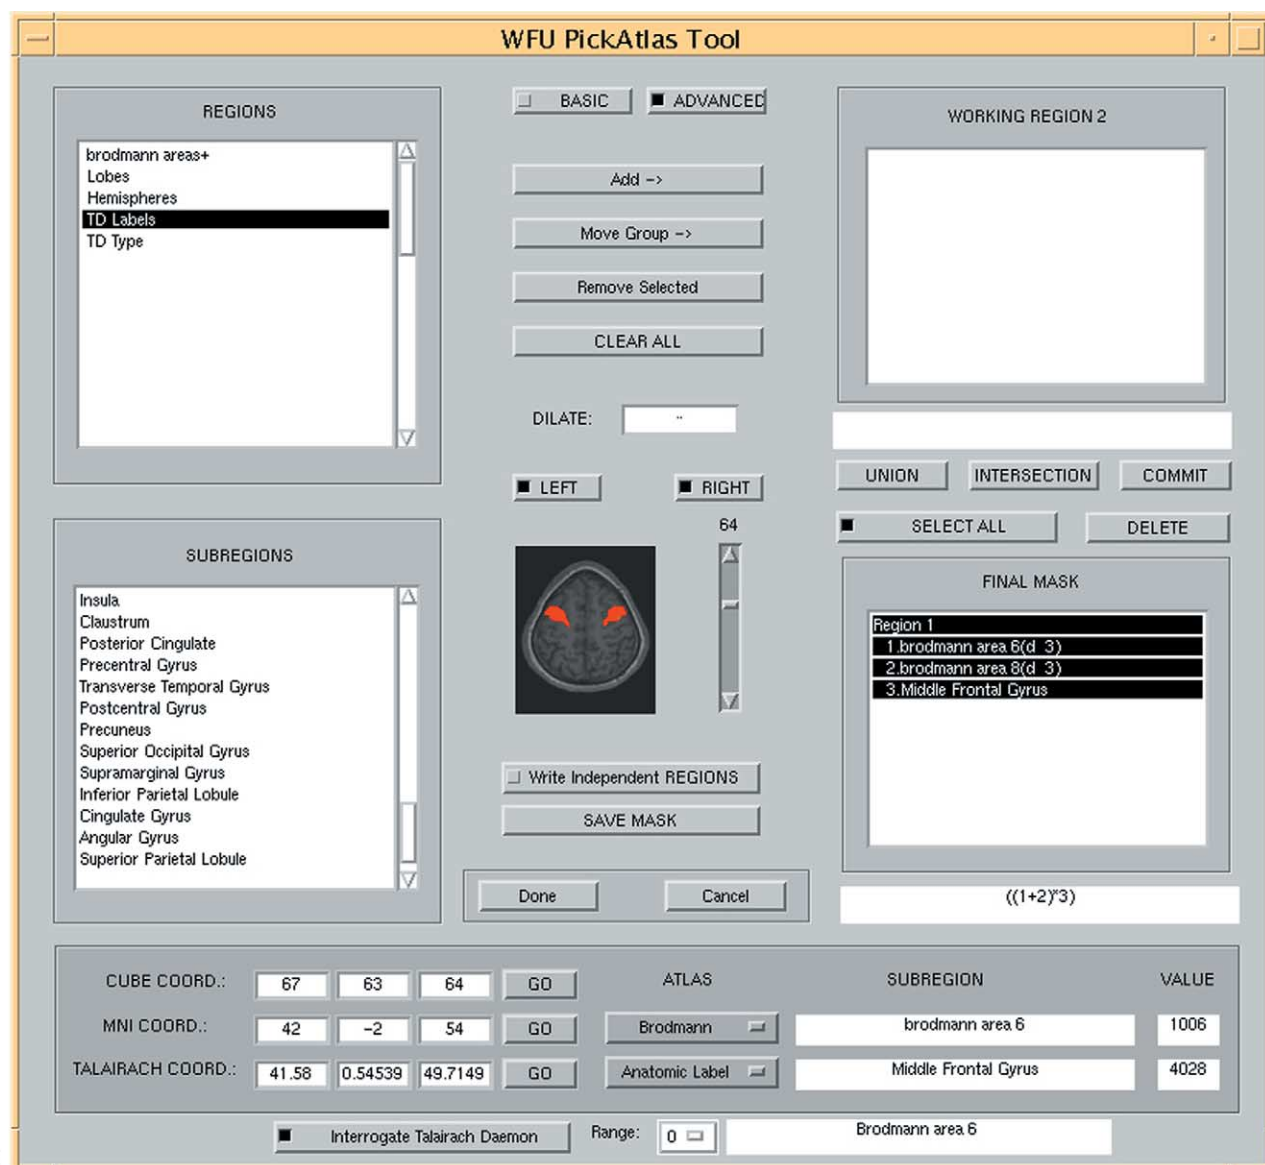 WFU PickAtlas Tool
REGIONS
brodmann areas+
Lobes
Hemispheres
TD Labels
TD Type
SUBREGIONS
Insula
Claustrum
Posterior Cingulate
Precentral Gyrus
Transverse Temporal Gyrus
Postcentral Gyrus
Precuneus
Superior Occipital Gyrus
Supramarginal Gyrus
Inferior Parietal Lobule
Cingulate Gyrus
Angular Gyrus
Superior Parietal Lobule
BASIC ADVANCED
Add ->
Move Group ->
Remove Selected
CLEAR ALL
DILATE:
LEFT RIGHT
64
Write Independent REGIONS
SAVE MASK
Done Cancel
WORKING REGION 2
UNION INTERSECTION COMMIT
SELECT ALL DELETE
FINAL MASK
Region 1
1.brodmann area 6(d 3)
2.brodmann area 8(d 3)
3.Middle Frontal Gyrus
((1+2)*3)
CUBE COORD.: 67 63 64 GO ATLAS SUBREGION VALUE
MNI COORD.: 42 -2 54 GO Brodmann brodmann area 6 1006
TALAIRACH COORD.: 41.58 0.54539 49.7149 GO Anatomic Label Middle Frontal Gyrus 4028
Interrogate Talairach Daemon Range: 0 Brodmann area 6